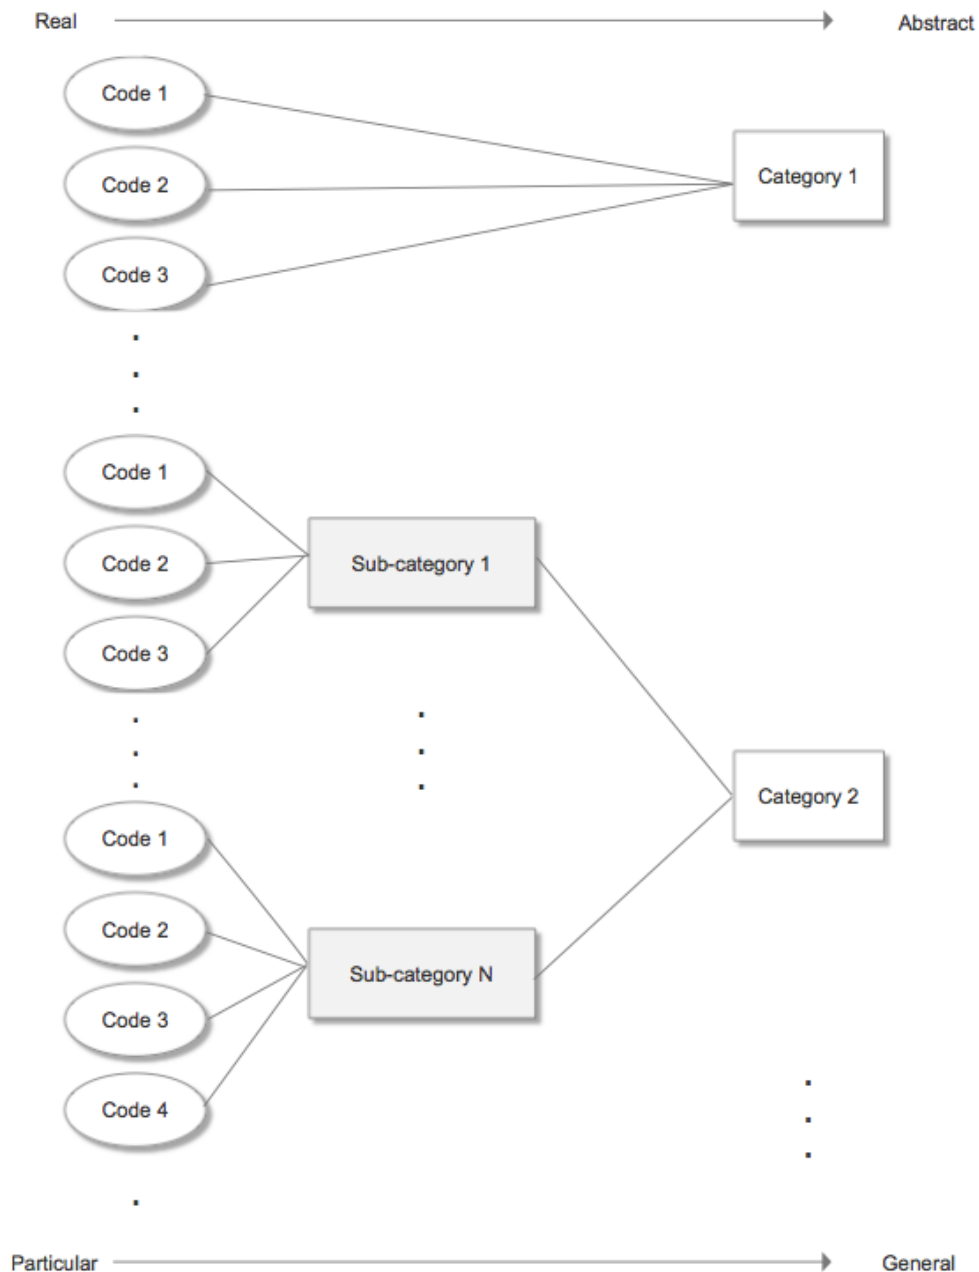 Real
Abstract
Code 1
Code 2
Category 1
Code 3
Code 1
Code 2
Sub-category 1
Code 3
Category 2
Code 1
Code 2
Sub-category N
Code 3
Code 4
Particular
General